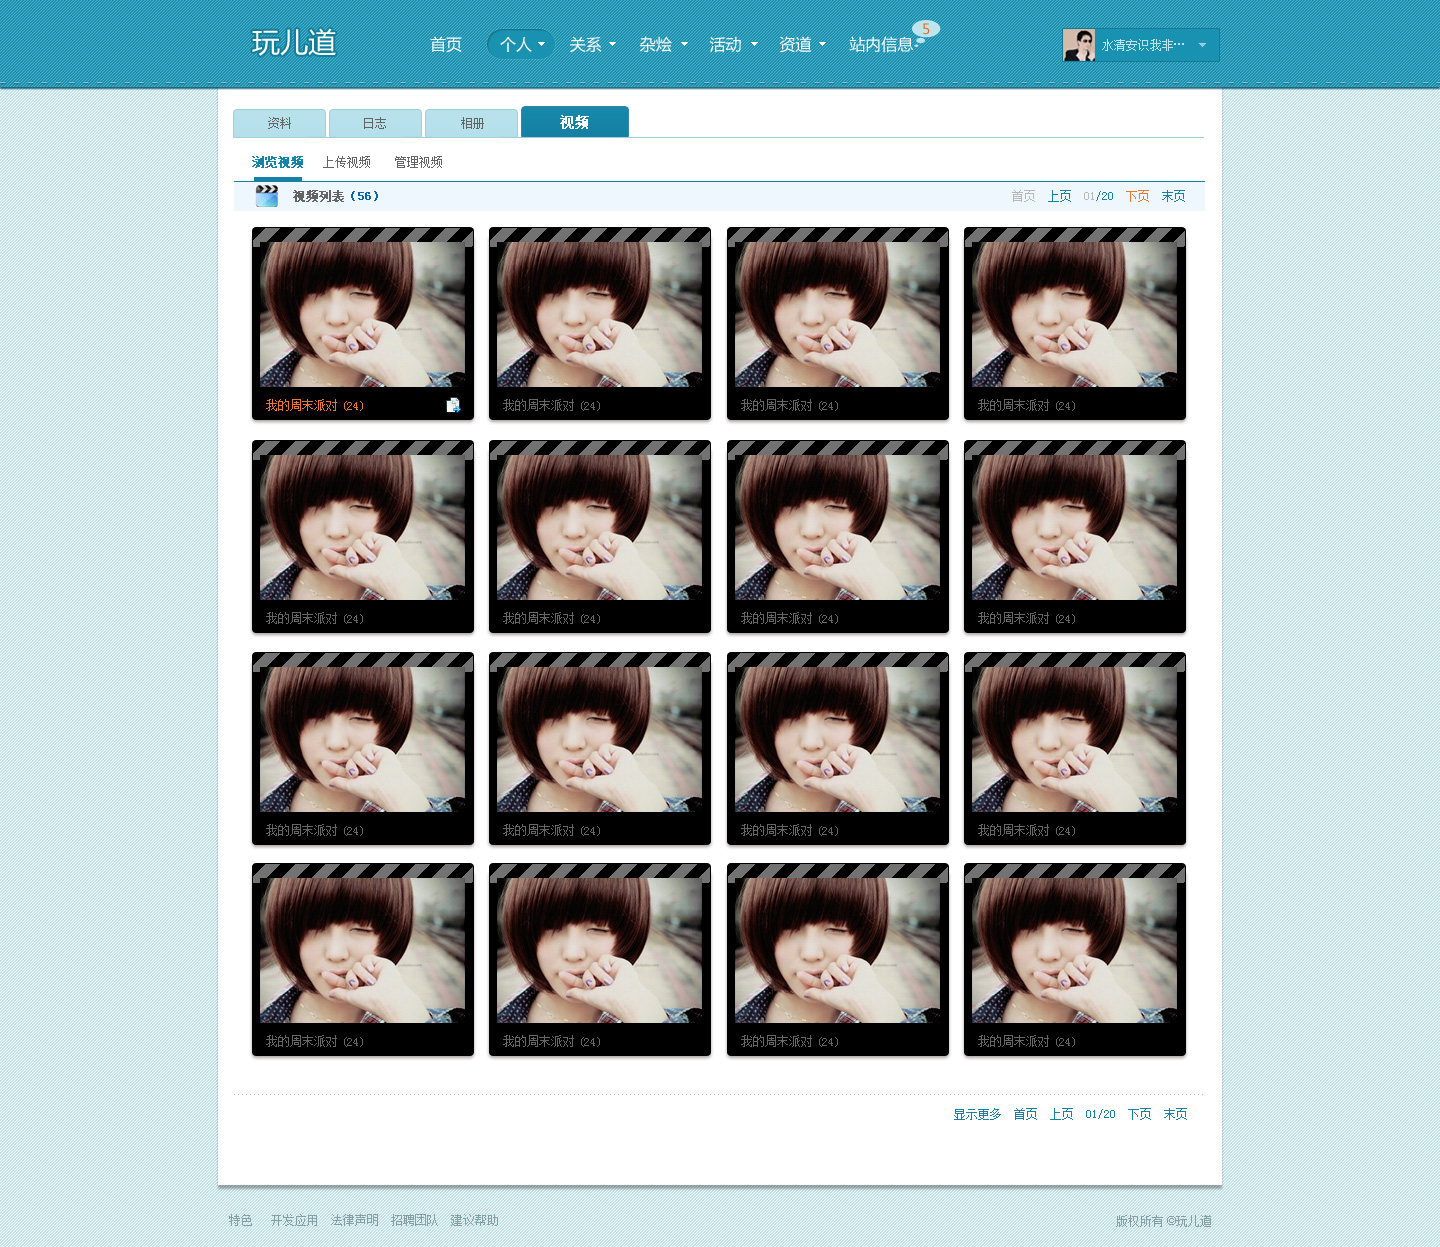 玩儿道 首页 个人 关系 杂烩 活动 资道 站内信息 5 水清安识我非…
资料 日志 相册 视频
浏览视频 上传视频 管理视频
视频列表（56） 首页 上页 01/20 下页 末页
我的周末派对（24） 我的周末派对（24） 我的周末派对（24） 我的周末派对（24）
我的周末派对（24） 我的周末派对（24） 我的周末派对（24） 我的周末派对（24）
我的周末派对（24） 我的周末派对（24） 我的周末派对（24） 我的周末派对（24）
我的周末派对（24） 我的周末派对（24） 我的周末派对（24） 我的周末派对（24）
显示更多 首页 上页 01/20 下页 末页
特色 开发应用 法律声明 招聘团队 建议帮助 版权所有 ©玩儿道